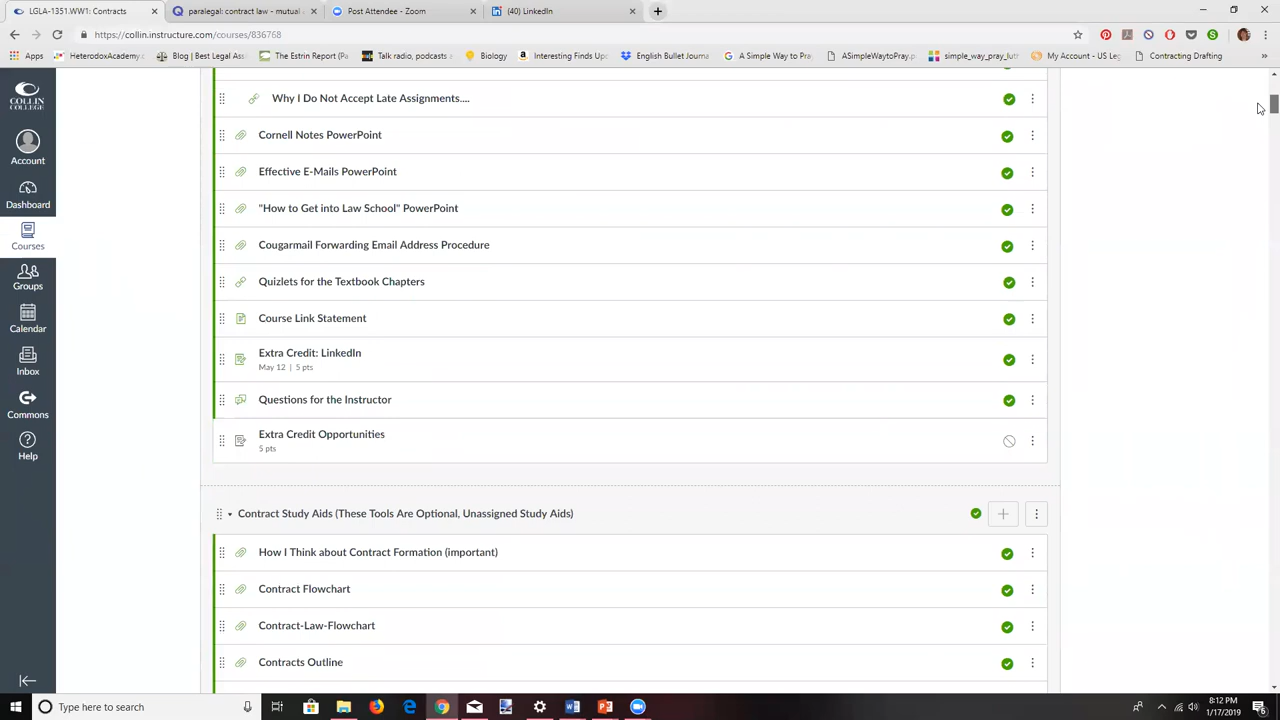 LGLA-1351.WW1: Contracts
paralegal: contract law - mutual
Post Attendee - Zoom
(40) LinkedIn
https://collin.instructure.com/courses/836768
Apps
HeterodoxAcademy.
Blog | Best Legal Ass
The Estrin Report (Pa
Talk radio, podcasts
Biology
Interesting Finds Up
English Bullet Journal
A Simple Way to Pra
ASimpleWaytoPray.p
simple_way_pray_lut
My Account - US Leg
Contracting Drafting
COLLIN
COLLEGE
Account
Dashboard
Courses
Groups
Calendar
Inbox
Commons
Help
Why I Do Not Accept Late Assignments....
Cornell Notes PowerPoint
Effective E-Mails PowerPoint
"How to Get into Law School" PowerPoint
Cougarmail Forwarding Email Address Procedure
Quizlets for the Textbook Chapters
Course Link Statement
Extra Credit: LinkedIn
May 12 | 5 pts
Questions for the Instructor
Extra Credit Opportunities
5 pts
Contract Study Aids (These Tools Are Optional, Unassigned Study Aids)
How I Think about Contract Formation (important)
Contract Flowchart
Contract-Law-Flowchart
Contracts Outline
Type here to search
8:12 PM
1/17/2019